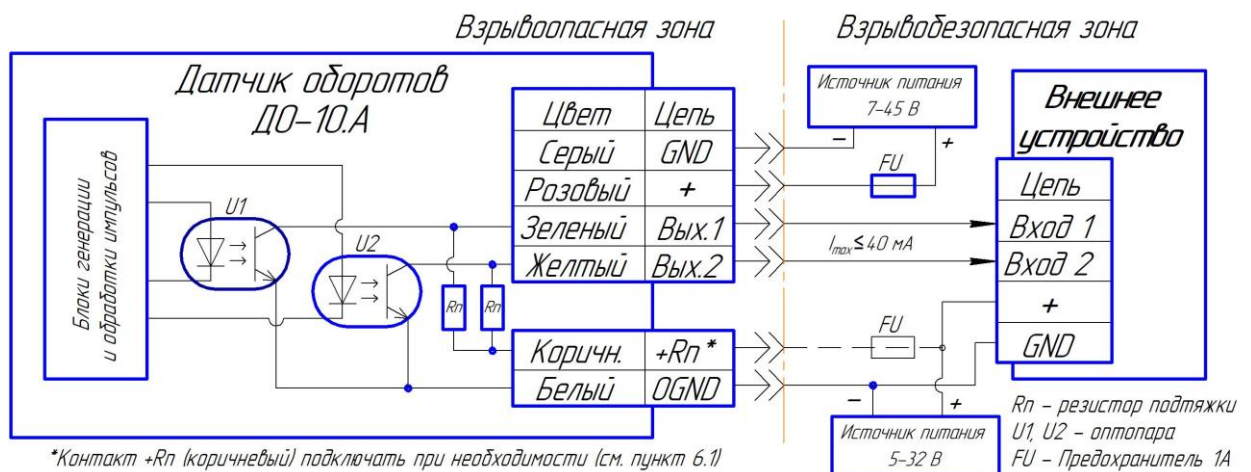 Взрывоопасная зона
Взрывобезопасная зона
Датчик оборотов
ДО-10.А
Блоки генерации
и обработки импульсов
U1
U2
Rп
Rп
Цвет Цепь
Серый GND
Розовый +
Зеленый Вых.1
Желтый Вых.2
Коричн. +Rп*
Белый OGND
Источник питания
7-45 В
- +
FU
Imax ≤ 40 мА
FU
- +
Источник питания
5-32 В
Внешнее
устройство
Цепь
Вход 1
Вход 2
+
GND
Rп - резистор подтяжки
U1, U2 - оптопара
FU - Предохранитель 1А
*Контакт +Rп (коричневый) подключать при необходимости (см. пункт 6.1)